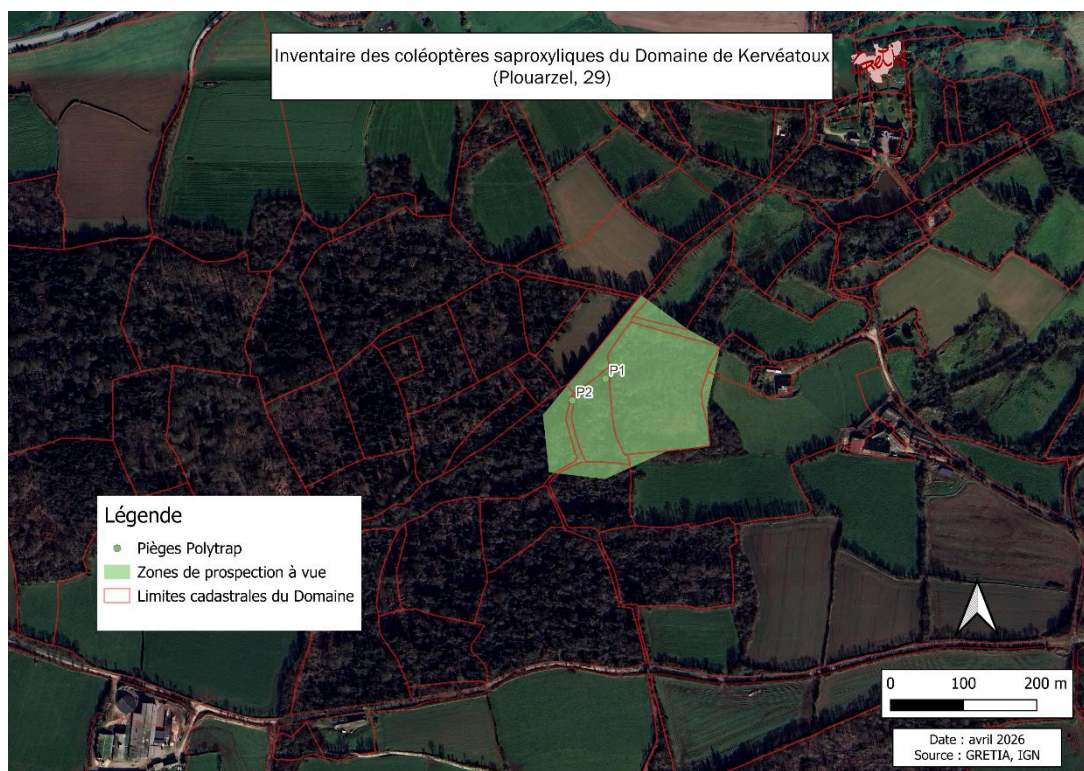 Inventaire des coléoptères saproxyliques du Domaine de Kervéatoux
(Plouarzel, 29)
GRETIA
P1
P2
Légende
Pièges Polytrap
Zones de prospection à vue
Limites cadastrales du Domaine
0 100 200 m
Date : avril 2026
Source : GRETIA, IGN